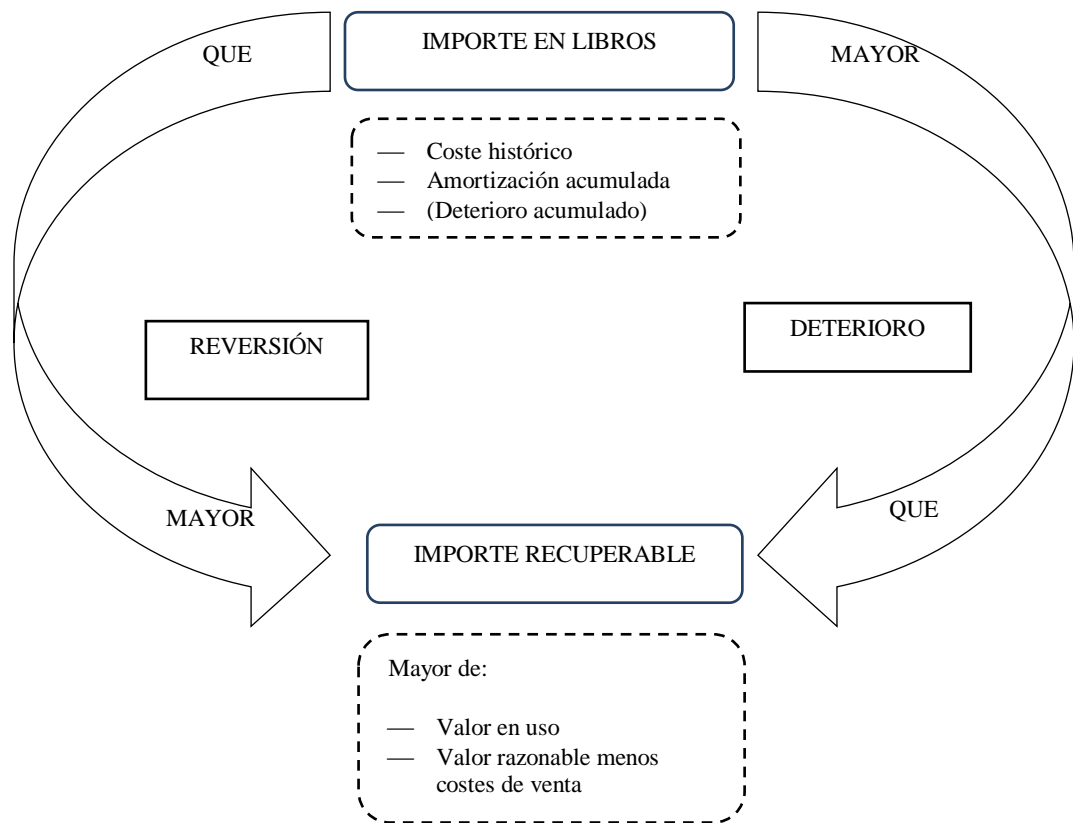 QUE
IMPORTE EN LIBROS
MAYOR
— Coste histórico
— Amortización acumulada
— (Deterioro acumulado)
REVERSIÓN
DETERIORO
MAYOR
QUE
IMPORTE RECUPERABLE
Mayor de:
— Valor en uso
— Valor razonable menos
costes de venta